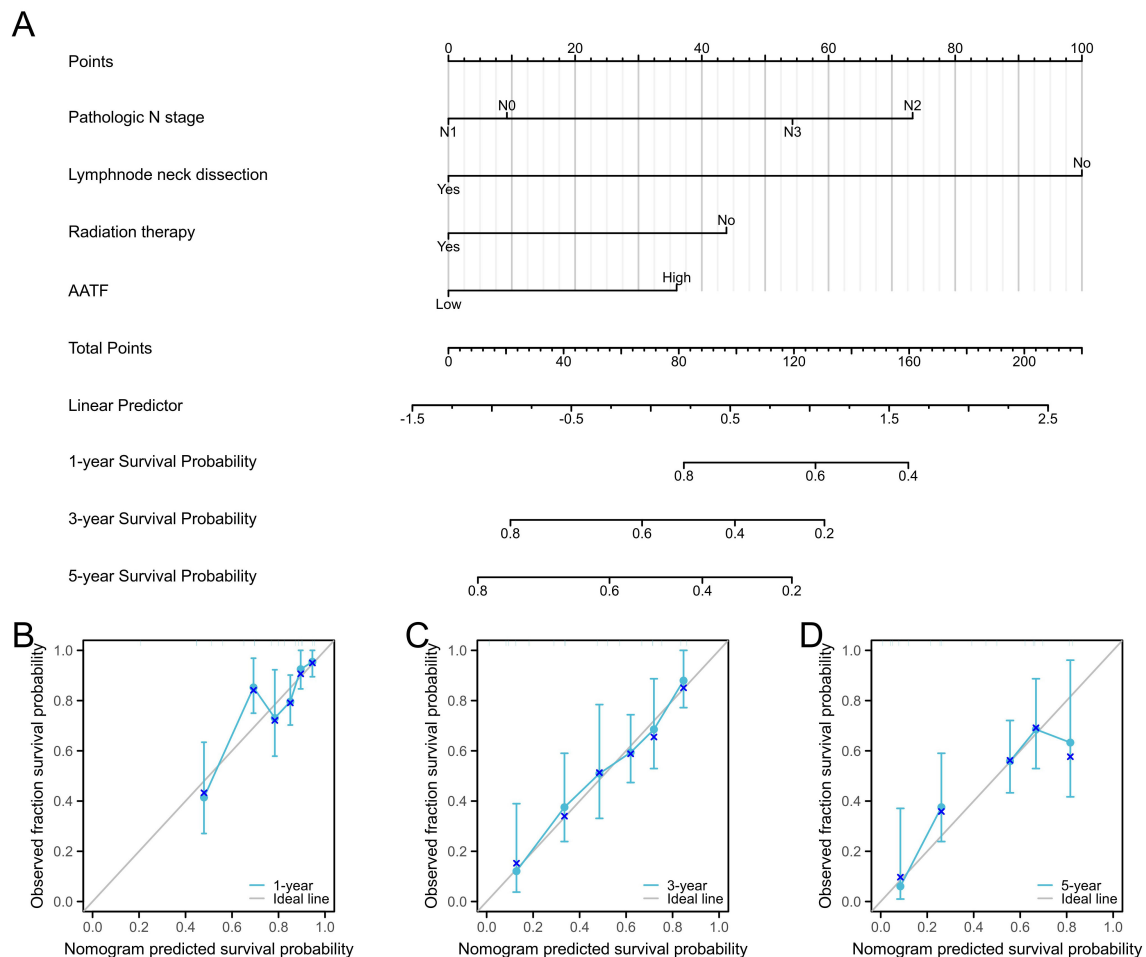 A
Points
0 20 40 60 80 100
Pathologic N stage
N0 N2
N1 N3
Lymphnode neck dissection
No
Yes
Radiation therapy
No
Yes
AATF
High
Low
Total Points
0 40 80 120 160 200
Linear Predictor
-1.5 -0.5 0.5 1.5 2.5
1-year Survival Probability
0.8 0.6 0.4
3-year Survival Probability
0.8 0.6 0.4 0.2
5-year Survival Probability
0.8 0.6 0.4 0.2
B
Observed fraction survival probability
1.0
0.8
0.6
0.4
0.2
0.0
1-year
Ideal line
0.0 0.2 0.4 0.6 0.8 1.0
Nomogram predicted survival probability
C
Observed fraction survival probability
1.0
0.8
0.6
0.4
0.2
0.0
3-year
Ideal line
0.0 0.2 0.4 0.6 0.8 1.0
Nomogram predicted survival probability
D
Observed fraction survival probability
1.0
0.8
0.6
0.4
0.2
0.0
5-year
Ideal line
0.0 0.2 0.4 0.6 0.8 1.0
Nomogram predicted survival probability